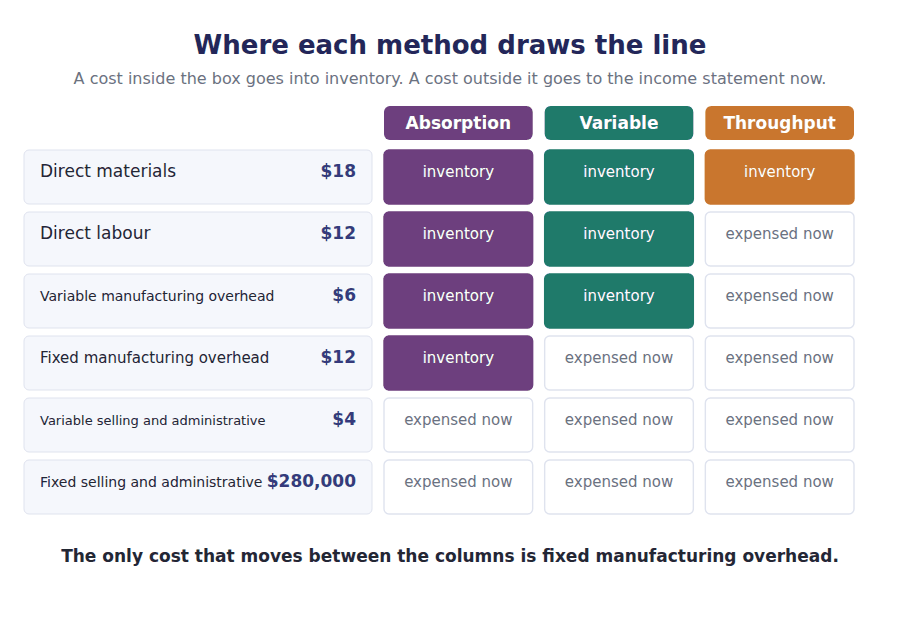 Where each method draws the line
A cost inside the box goes into inventory. A cost outside it goes to the income statement now.
Absorption Variable Throughput
Direct materials $18 inventory inventory inventory
Direct labour $12 inventory inventory expensed now
Variable manufacturing overhead $6 inventory inventory expensed now
Fixed manufacturing overhead $12 inventory expensed now expensed now
Variable selling and administrative $4 expensed now expensed now expensed now
Fixed selling and administrative $280,000 expensed now expensed now expensed now
The only cost that moves between the columns is fixed manufacturing overhead.